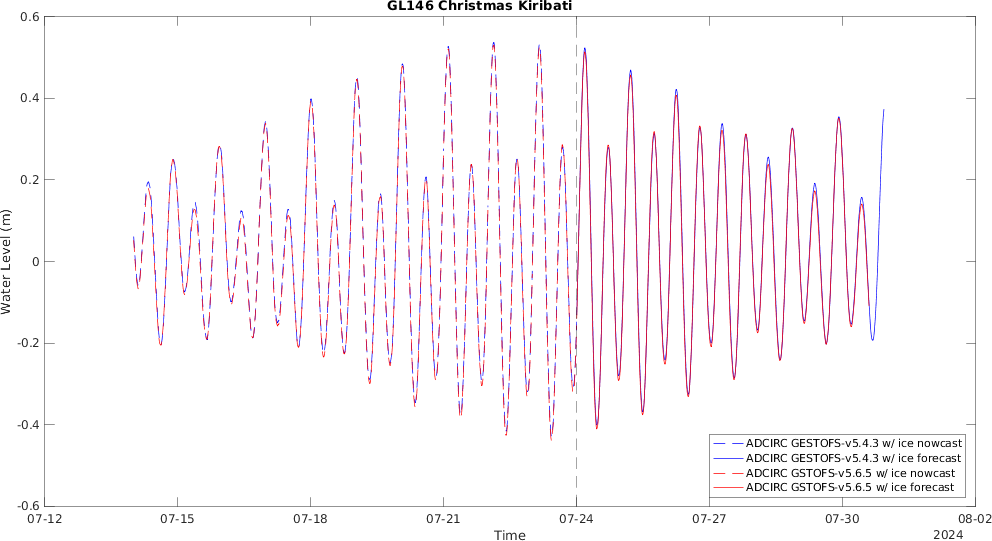 GL146 Christmas Kiribati
0.6
0.4
0.2
0
-0.2
-0.4
-0.6
Water Level (m)
ADCIRC GESTOFS-v5.4.3 w/ ice nowcast
ADCIRC GESTOFS-v5.4.3 w/ ice forecast
ADCIRC GSTOFS-v5.6.5 w/ ice nowcast
ADCIRC GSTOFS-v5.6.5 w/ ice forecast
07-12 07-15 07-18 07-21 07-24 07-27 07-30 08-02
Time
2024